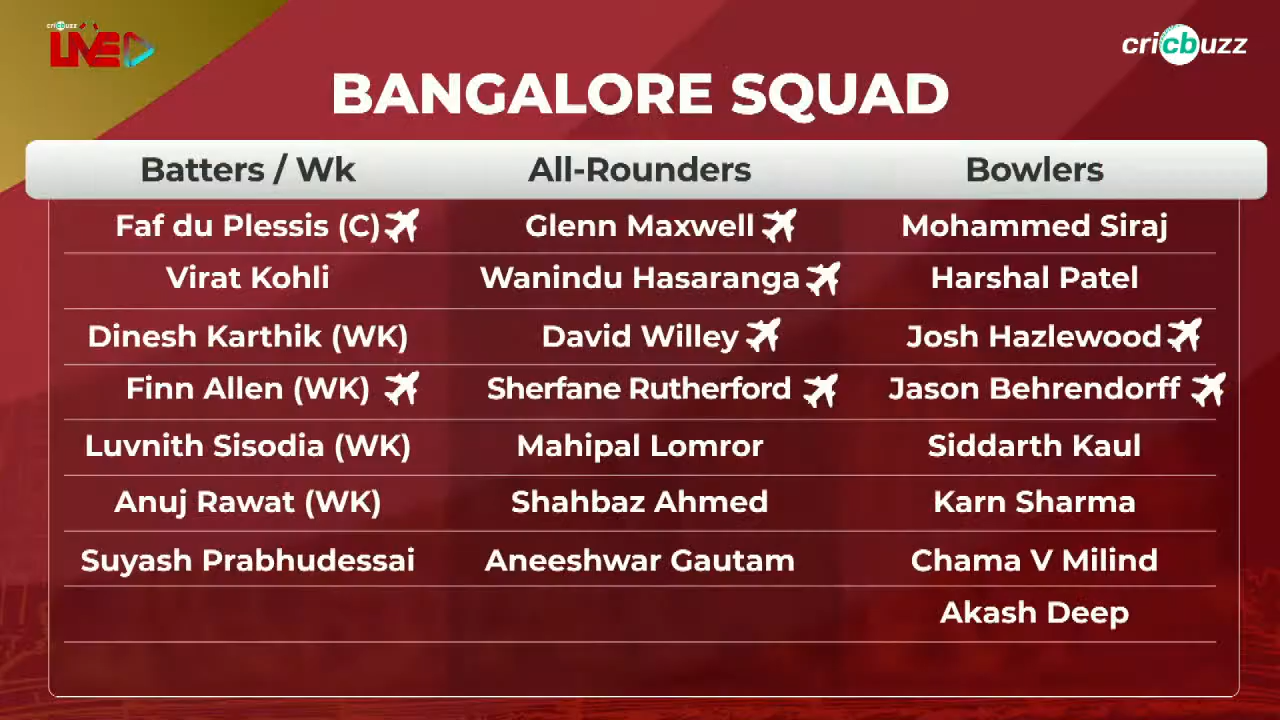 cricbuzz
LIVE
cricbuzz
BANGALORE SQUAD
Batters / Wk All-Rounders Bowlers
Faf du Plessis (C) Glenn Maxwell Mohammed Siraj
Virat Kohli Wanindu Hasaranga Harshal Patel
Dinesh Karthik (WK) David Willey Josh Hazlewood
Finn Allen (WK) Sherfane Rutherford Jason Behrendorff
Luvnith Sisodia (WK) Mahipal Lomror Siddarth Kaul
Anuj Rawat (WK) Shahbaz Ahmed Karn Sharma
Suyash Prabhudessai Aneeshwar Gautam Chama V Milind
Akash Deep